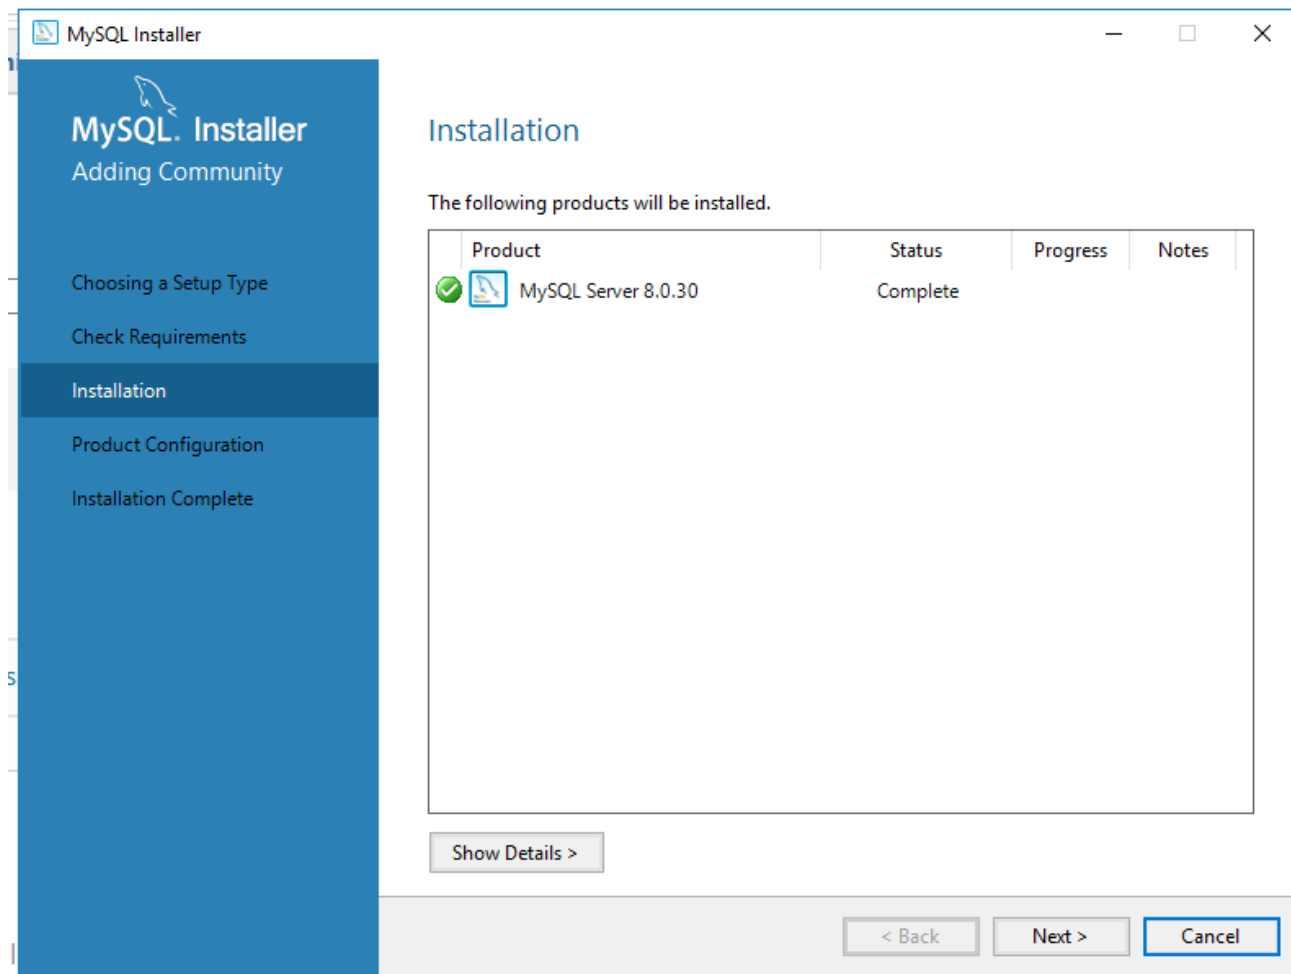 MySQL Installer
MySQL. Installer
Adding Community
Choosing a Setup Type
Check Requirements
Installation
Product Configuration
Installation Complete
Installation
The following products will be installed.
Product Status Progress Notes
MySQL Server 8.0.30 Complete
Show Details >
< Back Next > Cancel